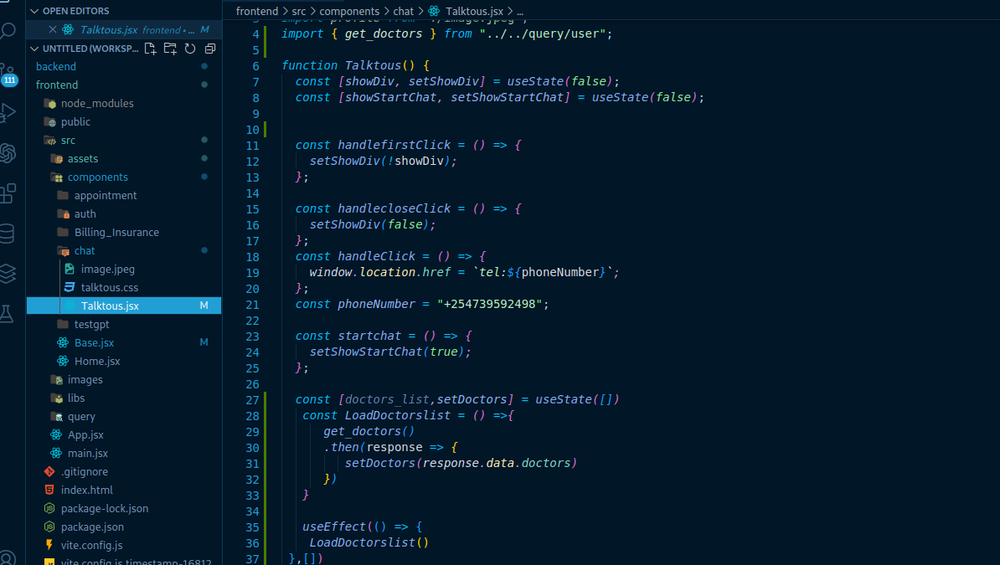 OPEN EDITORS
Talktous.jsx frontend • ... M
UNTITLED (WORKSP...
backend
frontend
node_modules
public
src
assets
components
appointment
auth
Billing_Insurance
chat
image.jpeg
talktous.css
Talktous.jsx M
testgpt
Base.jsx M
Home.jsx
images
libs
query
App.jsx
main.jsx
.gitignore
index.html
package-lock.json
package.json
vite.config.js
vite.config.js.timestamp-16812
111
frontend > src > components > chat > Talktous.jsx > ...
3 import profile from "./image.jpeg";
4 import { get_doctors } from "../../query/user";
5
6 function Talktous() {
7 const [showDiv, setShowDiv] = useState(false);
8 const [showStartChat, setShowStartChat] = useState(false);
9
10
11 const handlefirstClick = () => {
12 setShowDiv(!showDiv);
13 };
14
15 const handlecloseClick = () => {
16 setShowDiv(false);
17 };
18 const handleClick = () => {
19 window.location.href = `tel:${phoneNumber}`;
20 };
21 const phoneNumber = "+254739592498";
22
23 const startchat = () => {
24 setShowStartChat(true);
25 };
26
27 const [doctors_list,setDoctors] = useState([])
28 const LoadDoctorslist = () =>{
29 get_doctors()
30 .then(response => {
31 setDoctors(response.data.doctors)
32 })
33 }
34
35 useEffect(() => {
36 LoadDoctorslist()
37 },[])